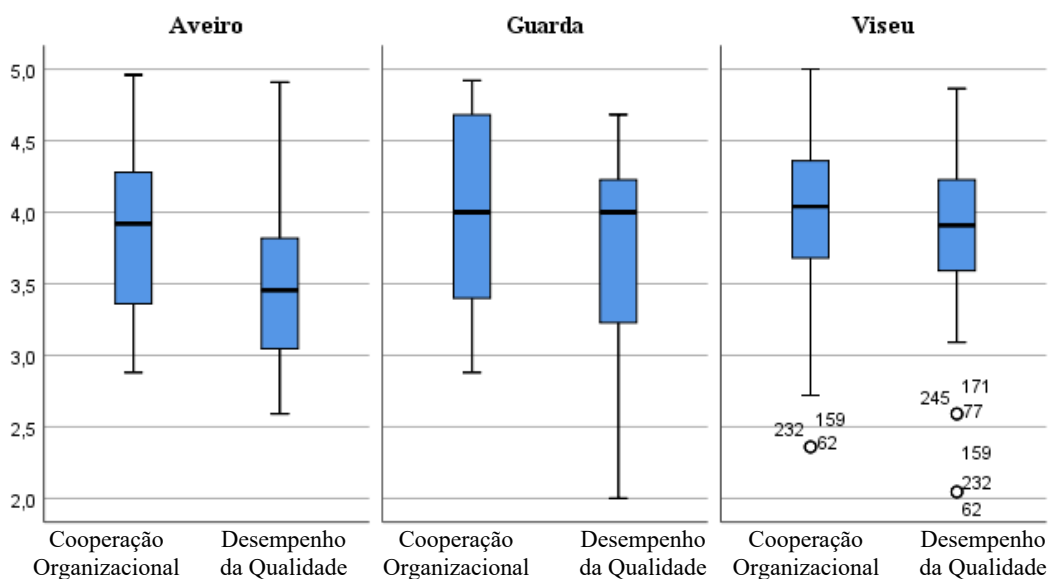 Aveiro
Guarda
Viseu
5,0
4,5
4,0
3,5
3,0
2,5
2,0
232
159
62
245
171
77
159
232
62
Cooperação
Organizacional
Desempenho
da Qualidade
Cooperação
Organizacional
Desempenho
da Qualidade
Cooperação
Organizacional
Desempenho
da Qualidade